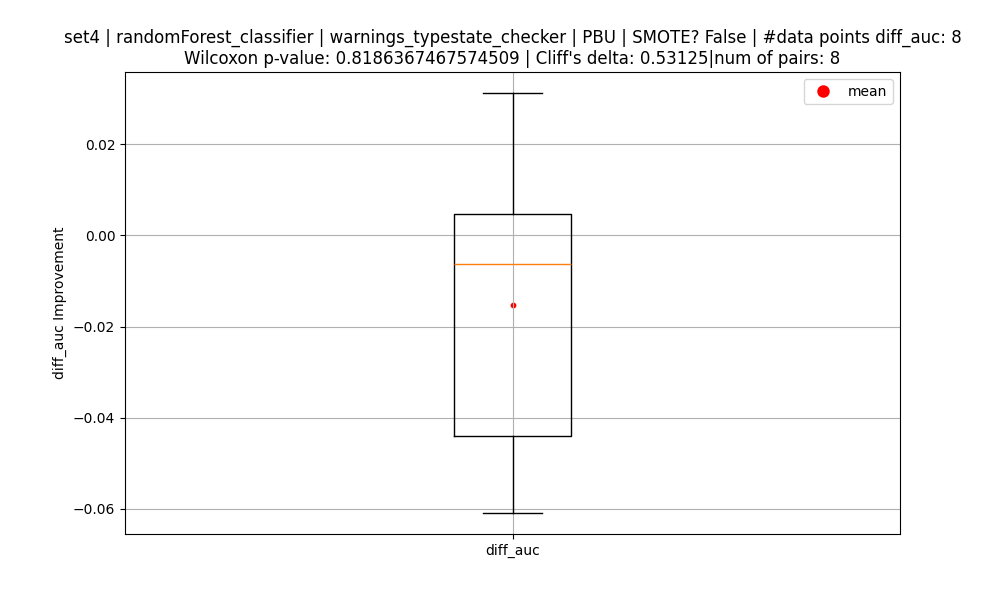 set4 | randomForest_classifier | warnings_typestate_checker | PBU | SMOTE? False | #data points diff_auc: 8
Wilcoxon p-value: 0.8186367467574509 | Cliff's delta: 0.53125|num of pairs: 8
mean
0.02
0.00
−0.02
−0.04
−0.06
diff_auc Improvement
diff_auc